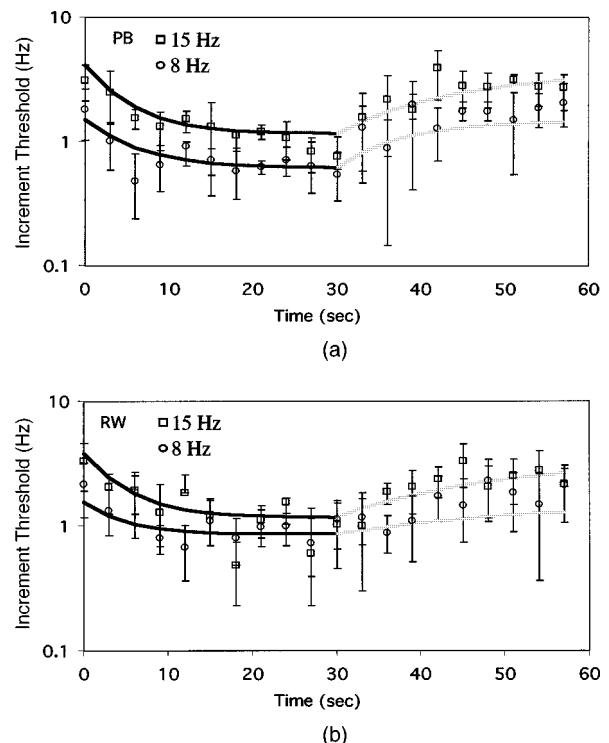 10
PB
15 Hz
8 Hz
Increment Threshold (Hz)
1
0.1
0 10 20 30 40 50 60
Time (sec)
(a)
10
RW
15 Hz
8 Hz
Increment Threshold (Hz)
1
0.1
0 10 20 30 40 50 60
Time (sec)
(b)